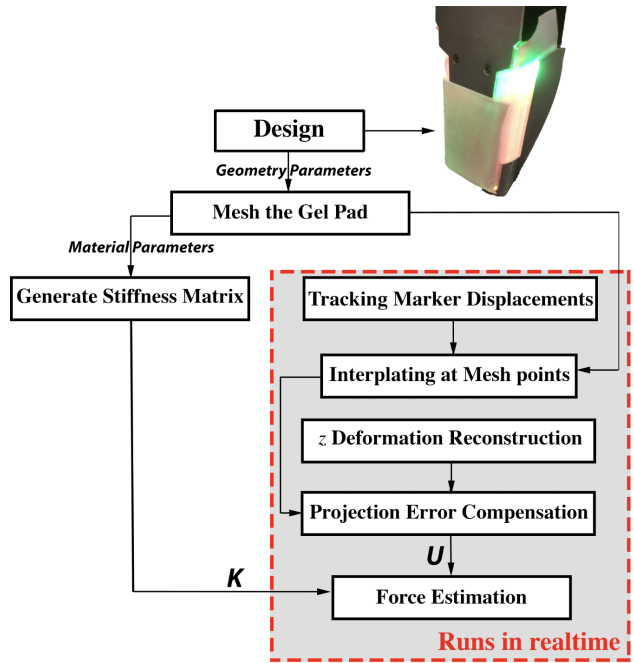 Design
Geometry Parameters
Mesh the Gel Pad
Material Parameters
Generate Stiffness Matrix
Tracking Marker Displacements
Interplating at Mesh points
z Deformation Reconstruction
Projection Error Compensation
U
K
Force Estimation
Runs in realtime